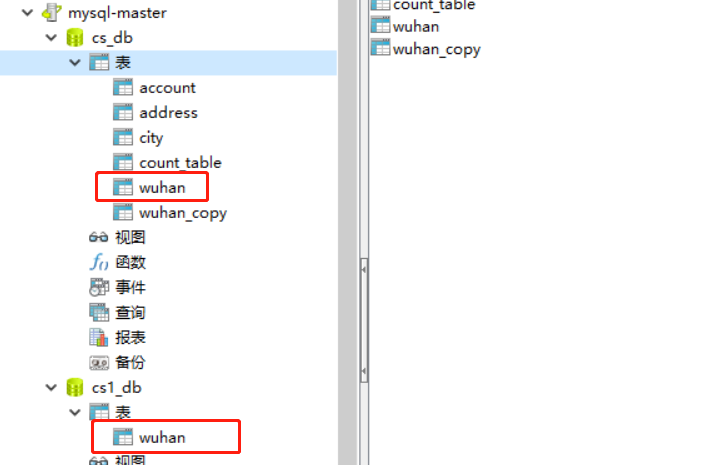 mysql-master
cs_db
表
account
address
city
count_table
wuhan
wuhan_copy
视图
函数
事件
查询
报表
备份
cs1_db
表
wuhan
视图
count_table
wuhan
wuhan_copy